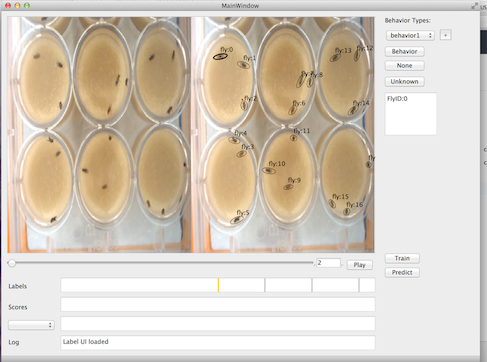 MainWindow
Behavior Types:
behavior1
+
Behavior
None
Unknown
FlyID:0
fly:0
fly:1
fly:13
fly:12
fly:8
fly:2
fly:6
fly:14
fly:4
fly:11
fly:3
fly:10
fly:9
fly:5
fly:15
fly:16
2
Play
Train
Predict
Labels
Scores
Log
Label UI loaded